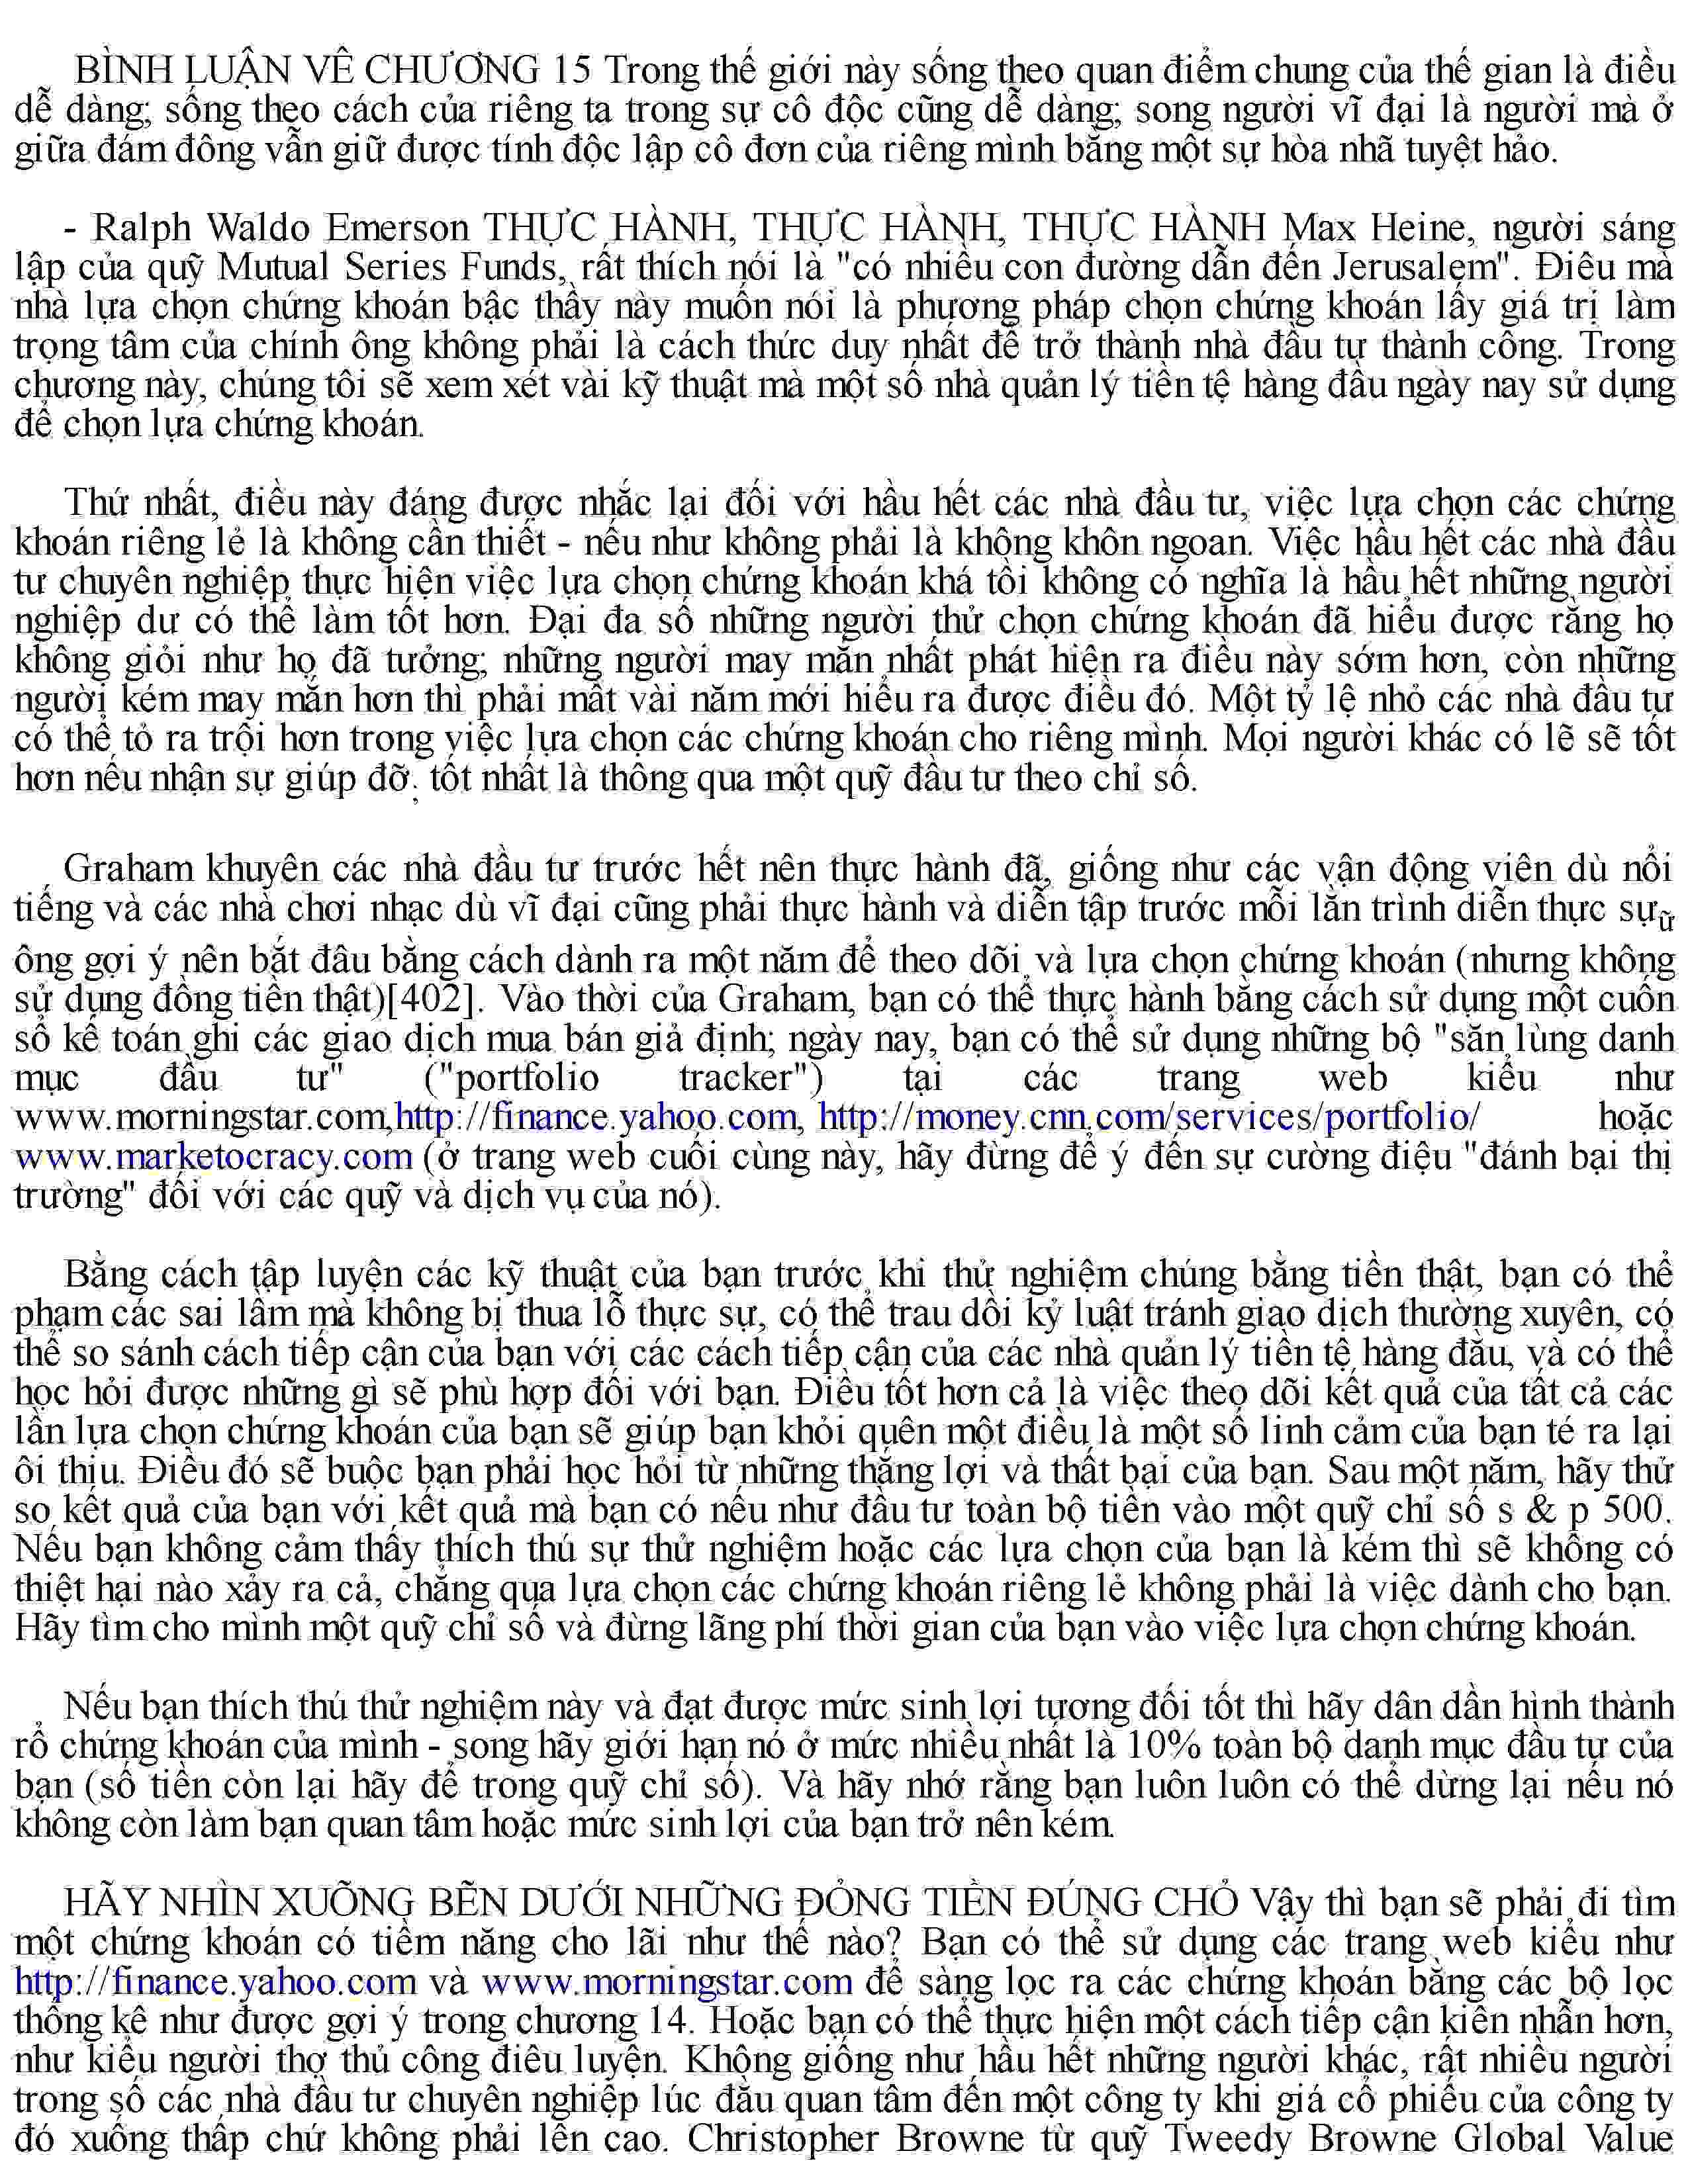 BÌNH LUẬN VÊ CHƯƠNG 15 Trong thế giới này sống theo quan điểm chung của thế gian là điều
dễ dàng; sống theo cách của riêng ta trong sự cô độc cũng dễ dàng; song người vĩ đại là người mà ở
giữa đám đông vẫn giữ được tính độc lập cô đơn của riêng mình bằng một sự hòa nhã tuyệt hảo.
- Ralph Waldo Emerson THỰC HÀNH, THỰC HÀNH, THỰC HÀNH Max Heine, người sáng
lập của quỹ Mutual Series Funds, rất thích nói là "có nhiều con đường dẫn đến Jerusalem". Điêu mà
nhà lựa chọn chứng khoán bậc thầy này muốn nói là phương pháp chọn chứng khoán lấy giá trị làm
trọng tâm của chính ông không phải là cách thức duy nhất để trở thành nhà đầu tư thành công. Trong
chương này, chúng tôi sẽ xem xét vài kỹ thuật mà một số nhà quản lý tiền tệ hàng đầu ngày nay sử dụng
để chọn lựa chứng khoán.
Thứ nhất, điều này đáng được nhắc lại đối với hầu hết các nhà đầu tư, việc lựa chọn các chứng
khoán riêng lẻ là không cần thiết - nếu như không phải là không khôn ngoan. Việc hầu hết các nhà đầu
tư chuyên nghiệp thực hiện việc lựa chọn chứng khoán khá tồi không có nghĩa là hầu hết những người
nghiệp dư có thể làm tốt hơn. Đại đa số những người thử chọn chứng khoán đã hiểu được rằng họ
không giỏi như họ đã tưởng; những người may mắn nhất phát hiện ra điều này sớm hơn, còn những
người kém may mắn hơn thì phải mất vài năm mới hiểu ra được điều đó. Một tỷ lệ nhỏ các nhà đầu tư
có thể tỏ ra trội hơn trong việc lựa chọn các chứng khoán cho riêng mình. Mọi người khác có lẽ sẽ tốt
hơn nếu nhận sự giúp đỡ; tốt nhất là thông qua một quỹ đầu tư theo chỉ số.
Graham khuyên các nhà đầu tư trước hết nên thực hành đã, giống như các vận động viên dù nổi
tiếng và các nhà chơi nhạc dù vĩ đại cũng phải thực hành và diễn tập trước mỗi lần trình diễn thực sựữ
ông gợi ý nên bắt đâu bằng cách dành ra một năm để theo dõi và lựa chọn chứng khoán (nhưng không
sử dụng đồng tiền thật)[402]. Vào thời của Graham, bạn có thể thực hành bằng cách sử dụng một cuốn
sổ kế toán ghi các giao dịch mua bán giả định; ngày nay, bạn có thể sử dụng những bộ "săn lùng danh
mục đầu tư" ("portfolio tracker") tại các trang web kiểu như
www.morningstar.com,http://finance.yahoo.com, http://money.cnn.com/services/portfolio/ hoặc
www.marketocracy.com (ở trang web cuối cùng này, hãy đừng để ý đến sự cường điệu "đánh bại thị
trường" đối với các quỹ và dịch vụ của nó).
Bằng cách tập luyện các kỹ thuật của bạn trước khi thử nghiệm chúng bằng tiền thật, bạn có thể
phạm các sai lầm mà không bị thua lỗ thực sự, có thể trau dồi kỷ luật tránh giao dịch thường xuyên, có
thể so sánh cách tiếp cận của bạn với các cách tiếp cận của các nhà quản lý tiền tệ hàng đầu, và có thể
học hỏi được những gì sẽ phù hợp đối với bạn. Điều tốt hơn cả là việc theo dõi kết quả của tất cả các
lần lựa chọn chứng khoán của bạn sẽ giúp bạn khỏi quên một điều là một số linh cảm của bạn té ra lại
ôi thiu. Điều đó sẽ buộc bạn phải học hỏi từ những thắng lợi và thất bại của bạn. Sau một năm, hãy thử
so kết quả của bạn với kết quả mà bạn có nếu như đầu tư toàn bộ tiền vào một quỹ chỉ số s & p 500.
Nếu bạn không cảm thấy thích thú sự thử nghiệm hoặc các lựa chọn của bạn là kém thì sẽ không có
thiệt hại nào xảy ra cả, chẳng qua lựa chọn các chứng khoán riêng lẻ không phải là việc dành cho bạn.
Hãy tìm cho mình một quỹ chỉ số và đừng lãng phí thời gian của bạn vào việc lựa chọn chứng khoán.
Nếu bạn thích thú thử nghiệm này và đạt được mức sinh lợi tương đối tốt thì hãy dân dần hình thành
rổ chứng khoán của mình - song hãy giới hạn nó ở mức nhiều nhất là 10% toàn bộ danh mục đầu tư của
bạn (số tiền còn lại hãy để trong quỹ chỉ số). Và hãy nhớ rằng bạn luôn luôn có thể dừng lại nếu nó
không còn làm bạn quan tâm hoặc mức sinh lợi của bạn trở nên kém.
HÃY NHÌN XUÕNG BẼN DƯỚI NHỮNG ĐỎNG TIỀN ĐÚNG CHỎ Vậy thì bạn sẽ phải đi tìm
một chứng khoán có tiềm năng cho lãi như thế nào? Bạn có thể sử dụng các trang web kiểu như
http://finance.yahoo.com và www.morningstar.com để sàng lọc ra các chứng khoán bằng các bộ lọc
thống kê như được gợi ý trong chương 14. Hoặc bạn có thể thực hiện một cách tiếp cận kiên nhẫn hơn,
như kiểu người thợ thủ công điêu luyện. Không giống như hầu hết những người khác, rất nhiều người
trong số các nhà đầu tư chuyên nghiệp lúc đầu quan tâm đến một công ty khi giá cổ phiếu của công ty
đó xuống thấp chứ không phải lên cao. Christopher Browne từ quỹ Tweedy Browne Global Value